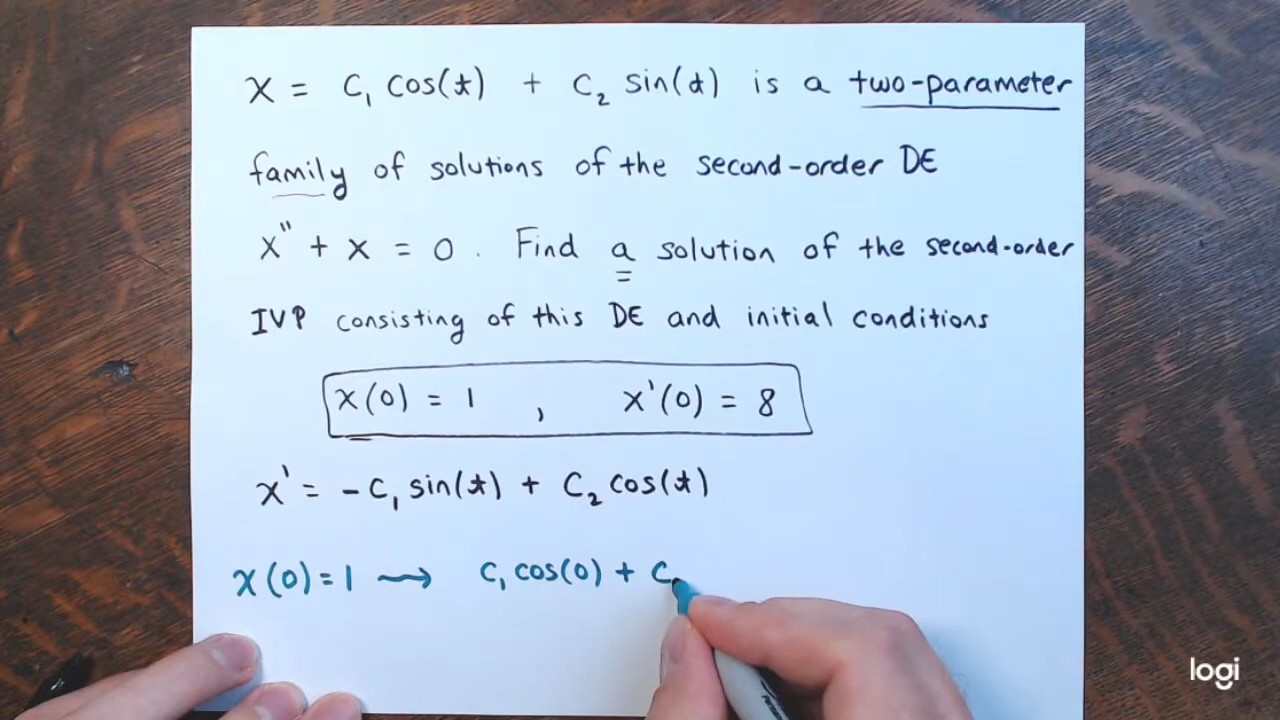 x = C₁ cos(t) + C₂ sin(t) is a two-parameter
family of solutions of the second-order DE
x'' + x = 0 . Find a solution of the second-order
IVP consisting of this DE and initial conditions
x(0) = 1 , x'(0) = 8
x' = -C₁ sin(t) + C₂ cos(t)
x(0) = 1 ⟶ C₁ cos(0) + C
logi